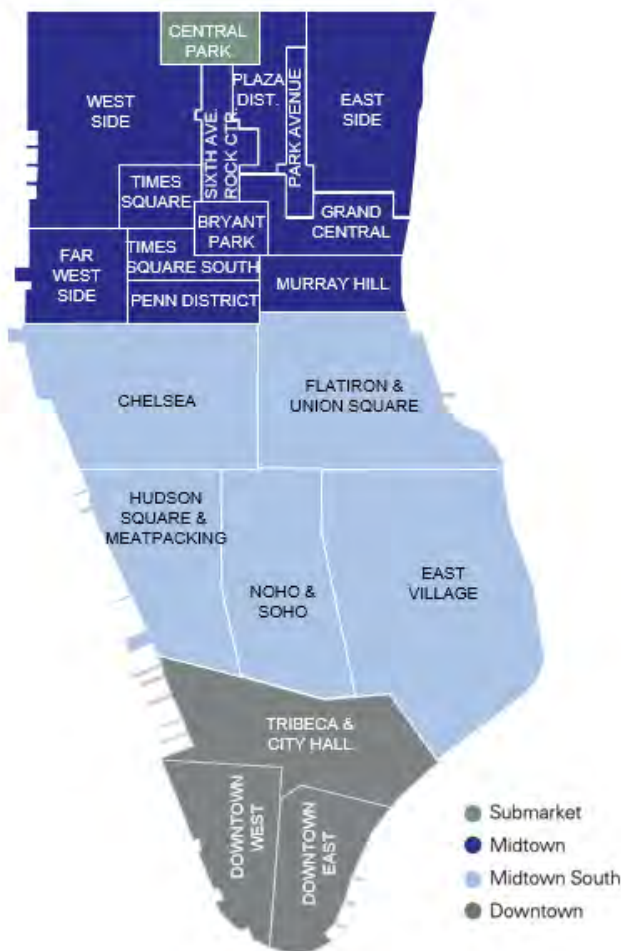 CENTRAL
PARK
WEST
SIDE
SIXTH AVE.
ROCK CTR.
PLAZA
DIST.
PARK AVENUE
EAST
SIDE
TIMES
SQUARE
BRYANT
PARK
GRAND
CENTRAL
FAR
WEST
SIDE
TIMES
SQUARE SOUTH
PENN DISTRICT
MURRAY HILL
CHELSEA
FLATIRON &
UNION SQUARE
HUDSON
SQUARE &
MEATPACKING
NOHO &
SOHO
EAST
VILLAGE
TRIBECA &
CITY HALL
DOWNTOWN
WEST
DOWNTOWN
EAST
Submarket
Midtown
Midtown South
Downtown